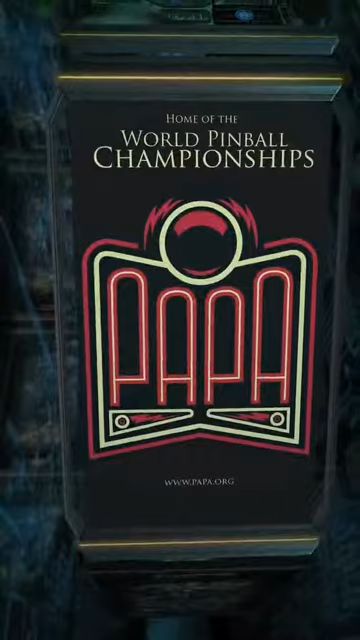 HOME OF THE
WORLD PINBALL
CHAMPIONSHIPS
PAPA
WWW.PAPA.ORG